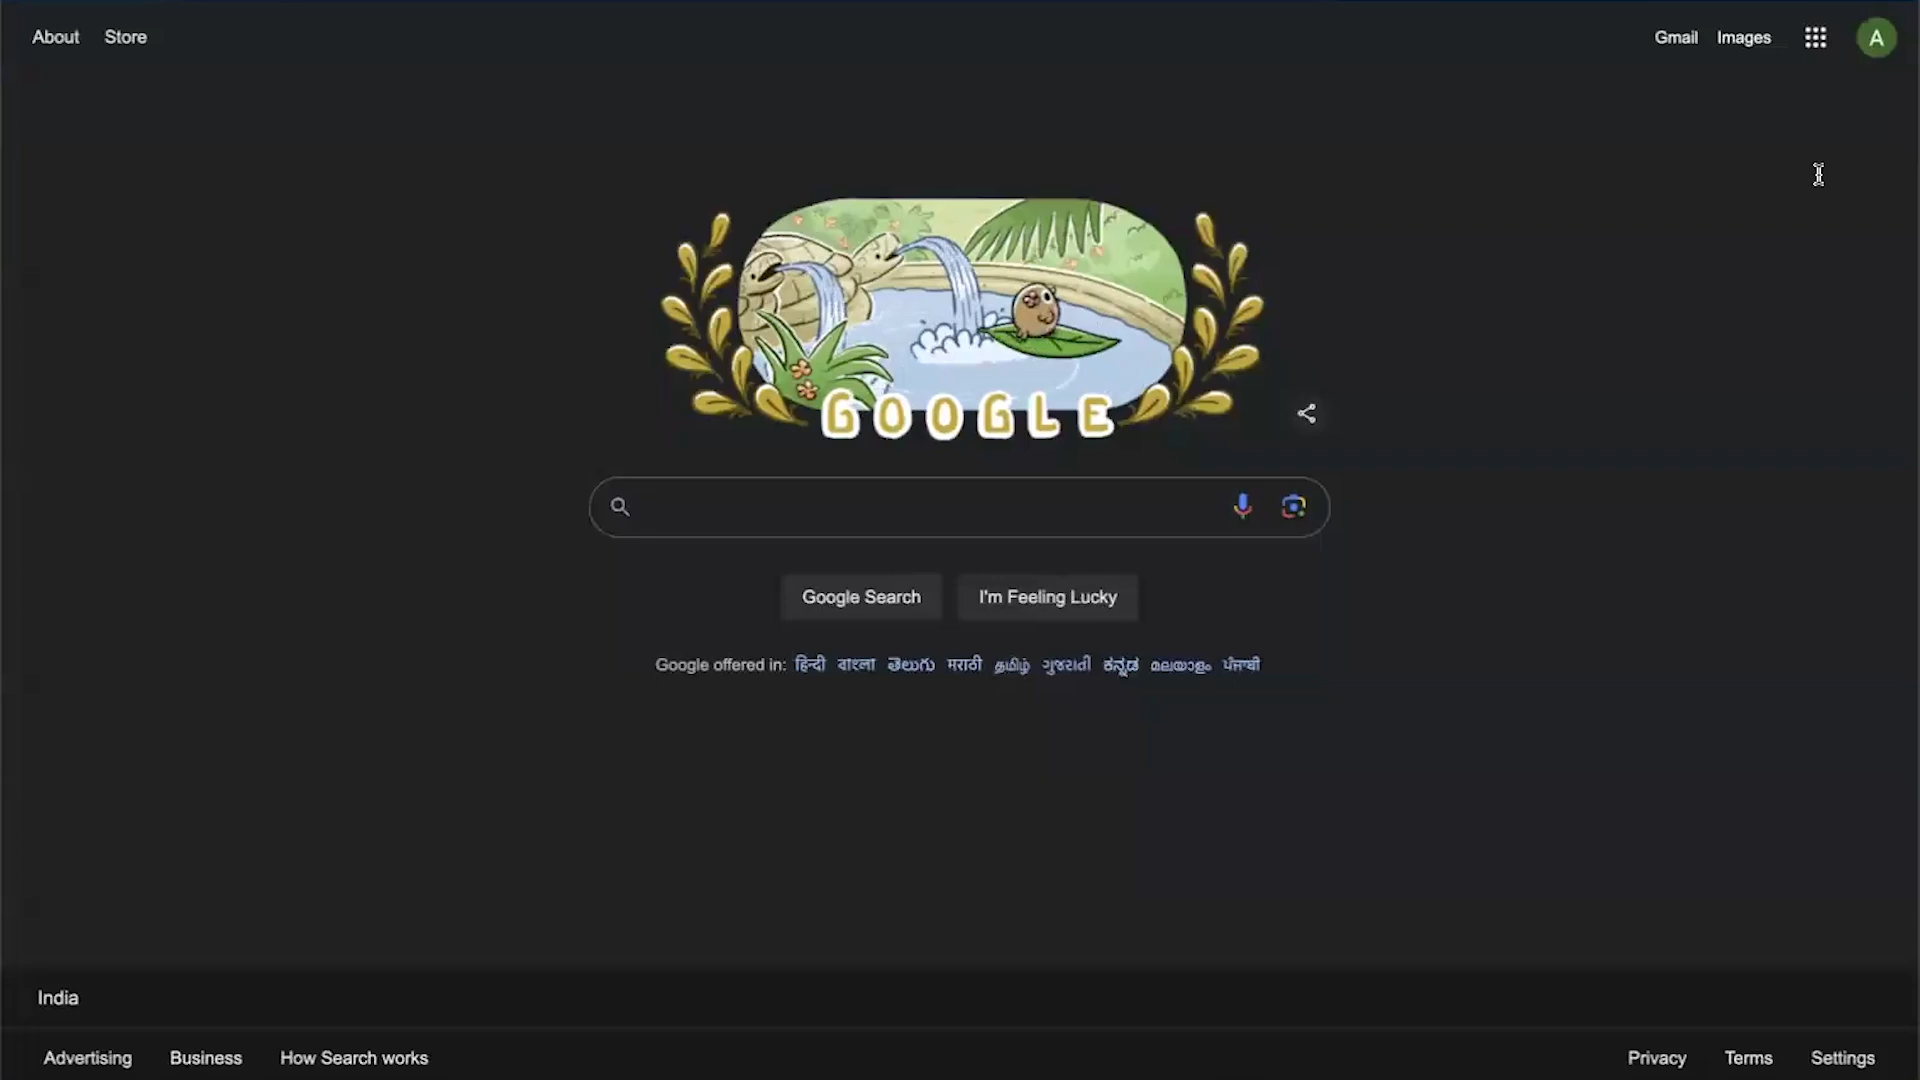 About Store
Gmail Images A
GOOGLE
Google Search I'm Feeling Lucky
Google offered in: हिन्दी বাংলা తెలుగు मराठी தமிழ் ગુજરાતી ಕನ್ನಡ മലയാളം ਪੰਜਾਬੀ
India
Advertising Business How Search works
Privacy Terms Settings